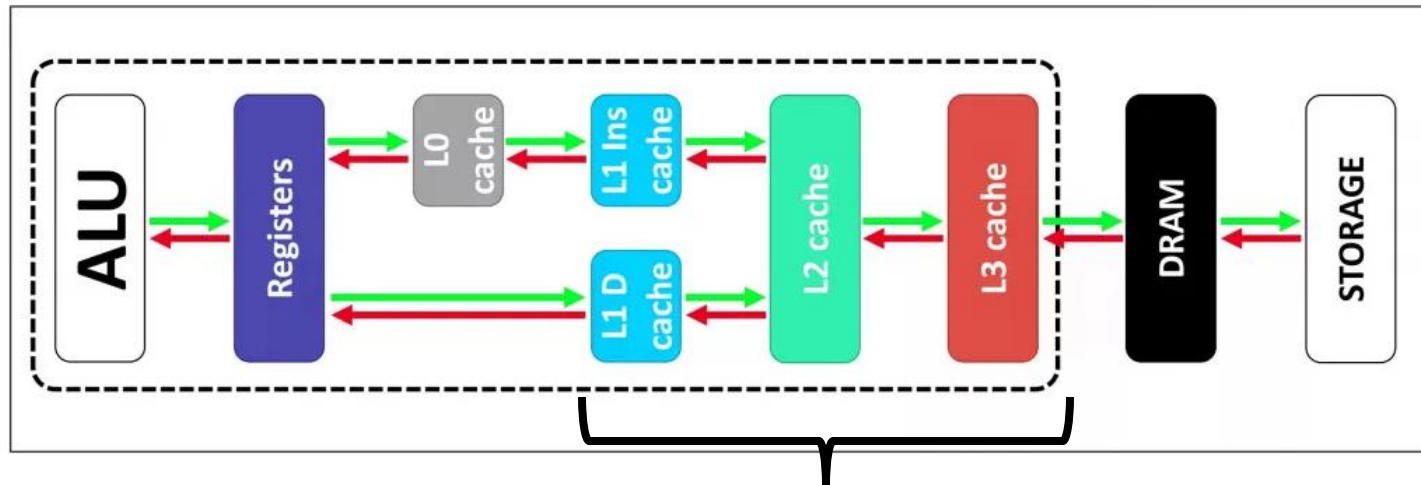 ALU
Registers
L0
cache
L1 Ins
cache
L1 D
cache
L2 cache
L3 cache
DRAM
STORAGE